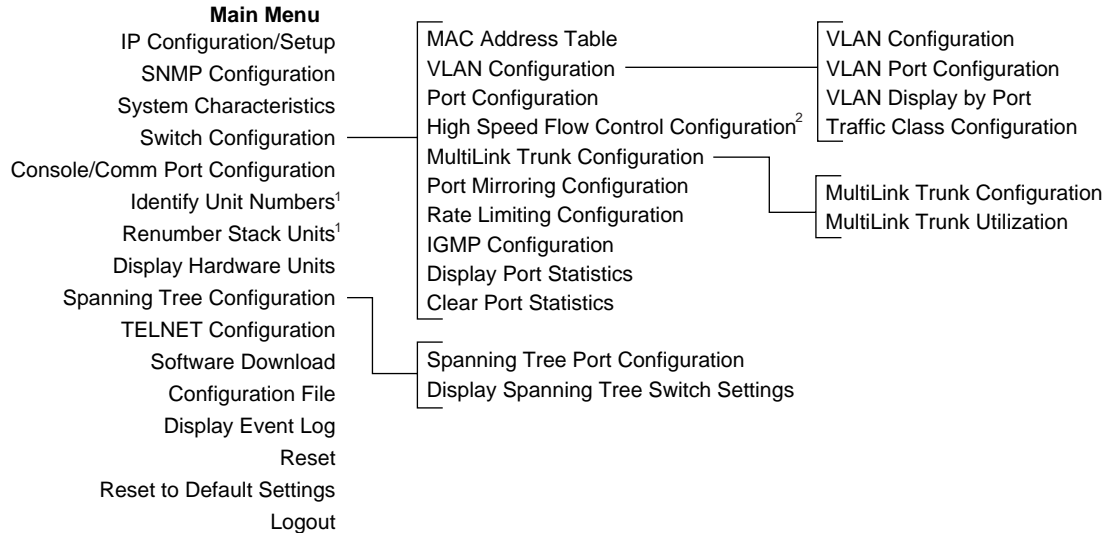 Main Menu
IP Configuration/Setup
SNMP Configuration
System Characteristics
Switch Configuration
Console/Comm Port Configuration
Identify Unit Numbers1
Renumber Stack Units1
Display Hardware Units
Spanning Tree Configuration
TELNET Configuration
Software Download
Configuration File
Display Event Log
Reset
Reset to Default Settings
Logout
MAC Address Table
VLAN Configuration
Port Configuration
High Speed Flow Control Configuration2
MultiLink Trunk Configuration
Port Mirroring Configuration
Rate Limiting Configuration
IGMP Configuration
Display Port Statistics
Clear Port Statistics
Spanning Tree Port Configuration
Display Spanning Tree Switch Settings
VLAN Configuration
VLAN Port Configuration
VLAN Display by Port
Traffic Class Configuration
MultiLink Trunk Configuration
MultiLink Trunk Utilization